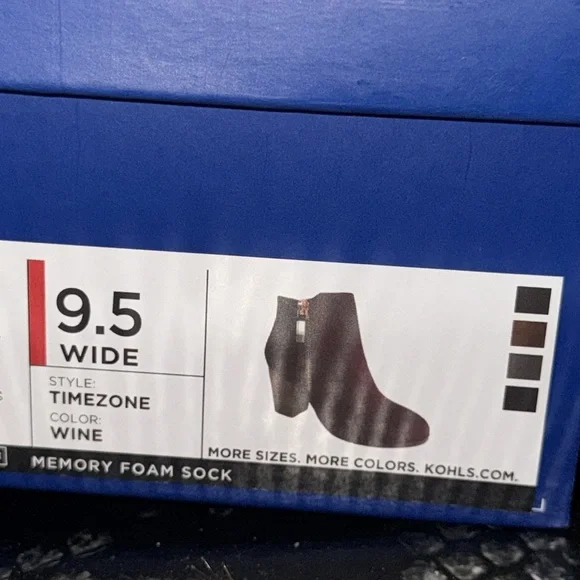 9.5
WIDE
STYLE:
TIMEZONE
COLOR:
WINE
MORE SIZES. MORE COLORS. KOHLS.COM.
MEMORY FOAM SOCK